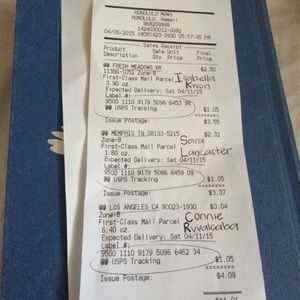 HONOLULU MOWS
HONOLULU, Hawaii
968209998
1424030012-0092
04/06/2015 (808)423-3930 05:57:45 PM
Sales Receipt
Product Sale Unit Final
Description Qty Price Price
@@ FRESH MEADOWS NY $2.50
11366-1052 Zone-8
First-Class Mail Parcel
Isabella Kwon
3.90 oz.
Expected Delivery: Sat 04/11/15
Label #:
9500 1110 9179 5096 6453 98
@@ USPS Tracking $1.05
Issue Postage: $3.55
@@ MEMPHIS TN 38133-5215 $2.32
Zone-8
First-Class Mail Parcel
Sara Lancaster
1.80 oz.
Expected Delivery: Sat 04/11/15
Label #:
9500 1110 9179 5096 6459 09
@@ USPS Tracking $1.05
Issue Postage: $3.37
@@ LOS ANGELES CA 90023-1930 $3.04
Zone-8
First-Class Mail Parcel
Connie Ruvalcaba
6.40 oz.
Expected Delivery: Sat 04/11/15
Label #:
9500 1110 9179 5096 6462 34
@@ USPS Tracking $1.05
Issue Postage: $4.09